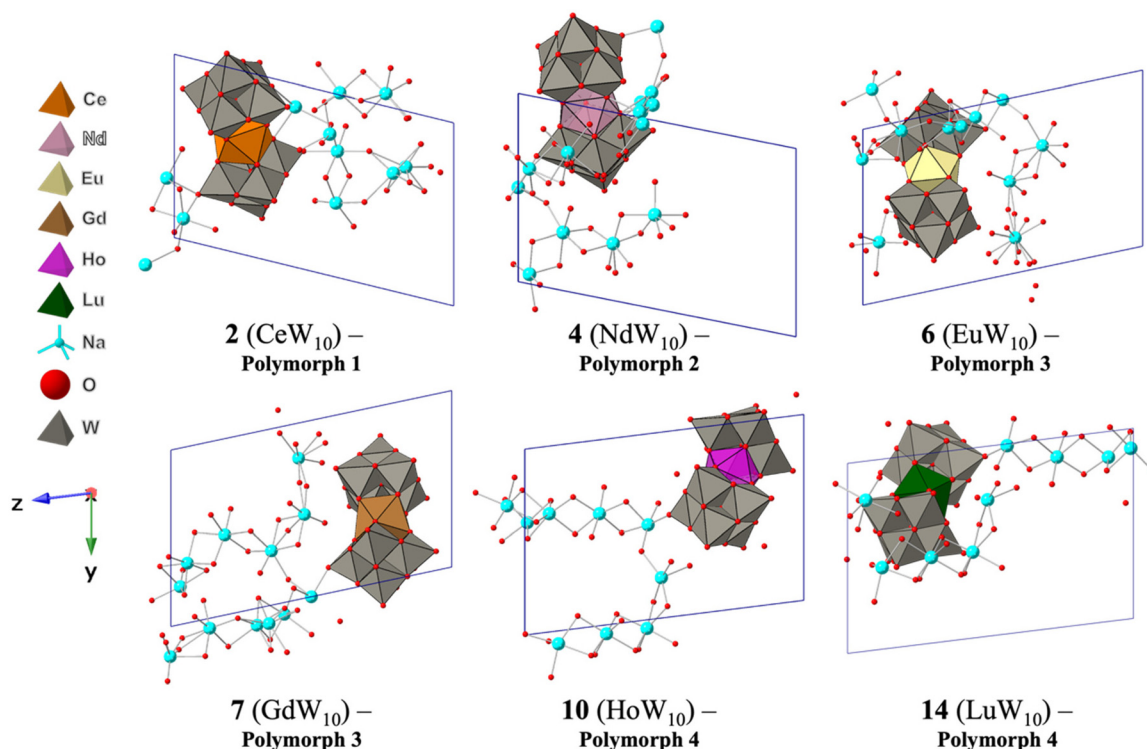 Ce
Nd
Eu
Gd
Ho
Lu
Na
O
W
z
x
y
2 (CeW₁₀) –
Polymorph 1
4 (NdW₁₀) –
Polymorph 2
6 (EuW₁₀) –
Polymorph 3
7 (GdW₁₀) –
Polymorph 3
10 (HoW₁₀) –
Polymorph 4
14 (LuW₁₀) –
Polymorph 4